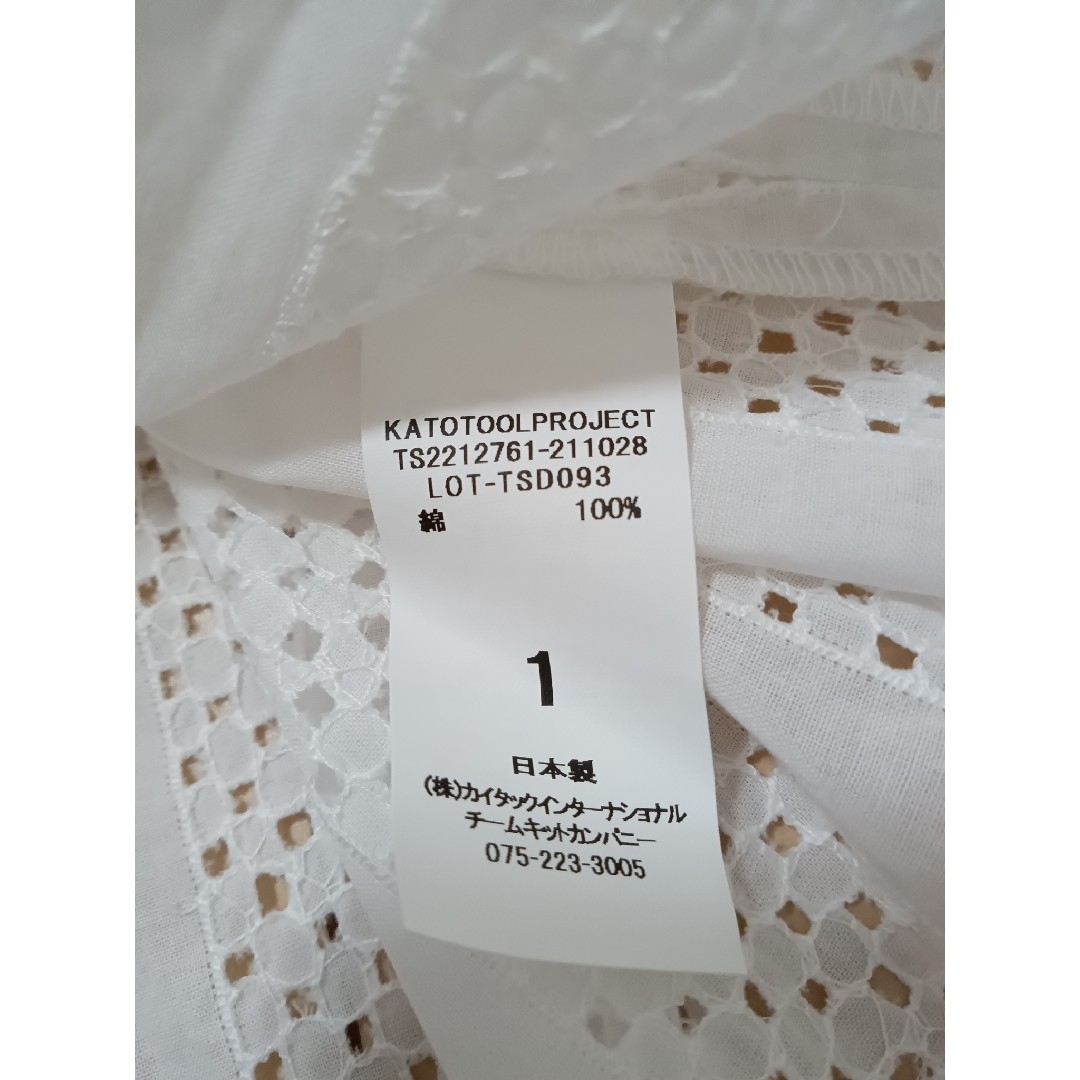 KATOTOOLPROJECT
TS2212761-211028
LOT-TSD093
綿 100%
1
日本製
(株)カイタックインターナショナル
チームキットカンパニー
075-223-3005